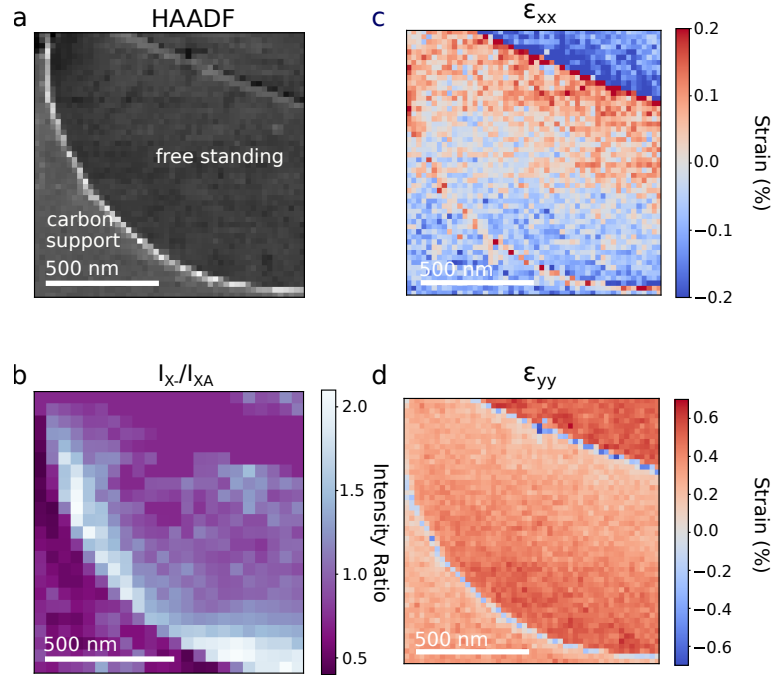 a
HAADF
free standing
carbon
support
500 nm
c
εxx
500 nm
0.2
0.1
0.0
−0.1
−0.2
Strain (%)
b
IX-/IXA
500 nm
2.0
1.5
1.0
0.5
Intensity Ratio
d
εyy
500 nm
0.6
0.4
0.2
0.0
−0.2
−0.4
−0.6
Strain (%)